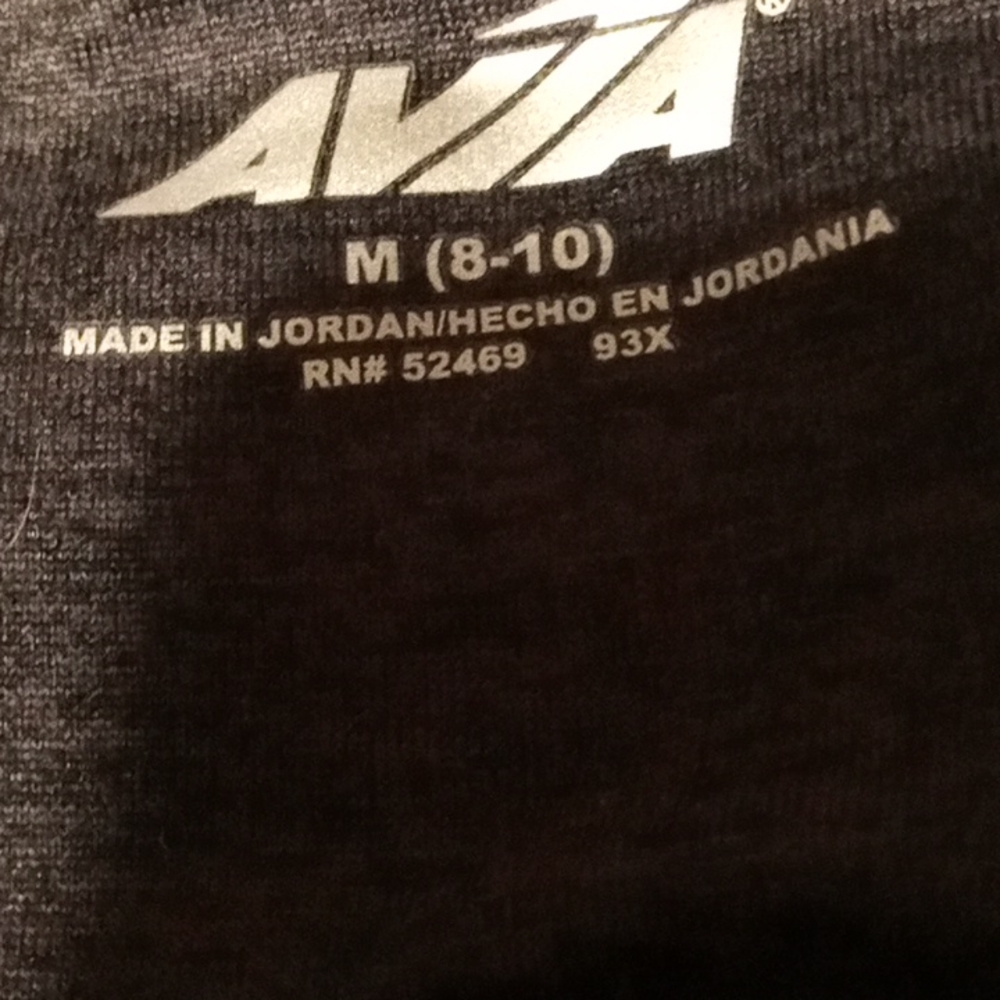 AVIA®
M (8-10)
MADE IN JORDAN/HECHO EN JORDANIA
RN# 52469 93X